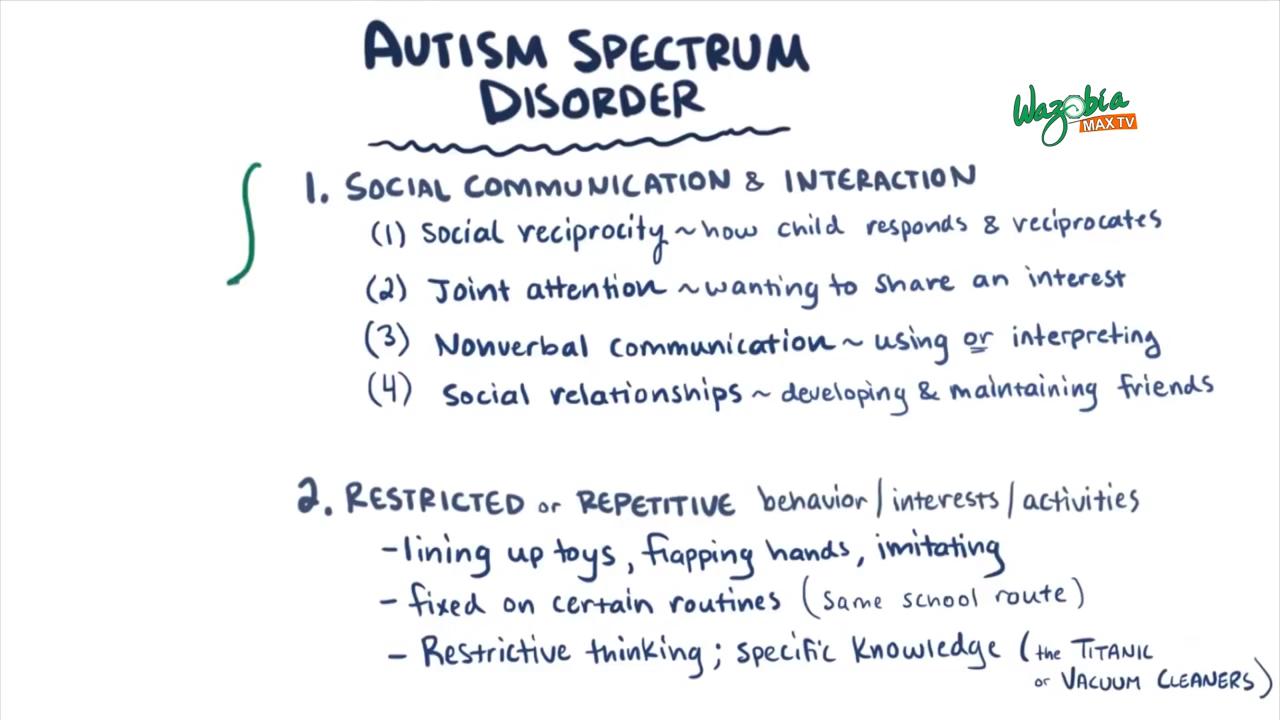 AUTISM SPECTRUM
DISORDER
Wazobia
MAX TV
1. SOCIAL COMMUNICATION & INTERACTION
(1) Social reciprocity ~ how child responds & reciprocates
(2) Joint attention ~ wanting to share an interest
(3) Nonverbal communication ~ using or interpreting
(4) Social relationships ~ developing & maintaining friends
2. RESTRICTED or REPETITIVE behavior/interests/activities
- lining up toys, flapping hands, imitating
- fixed on certain routines (same school route)
- Restrictive thinking; specific knowledge (the TITANIC
or VACUUM CLEANERS)